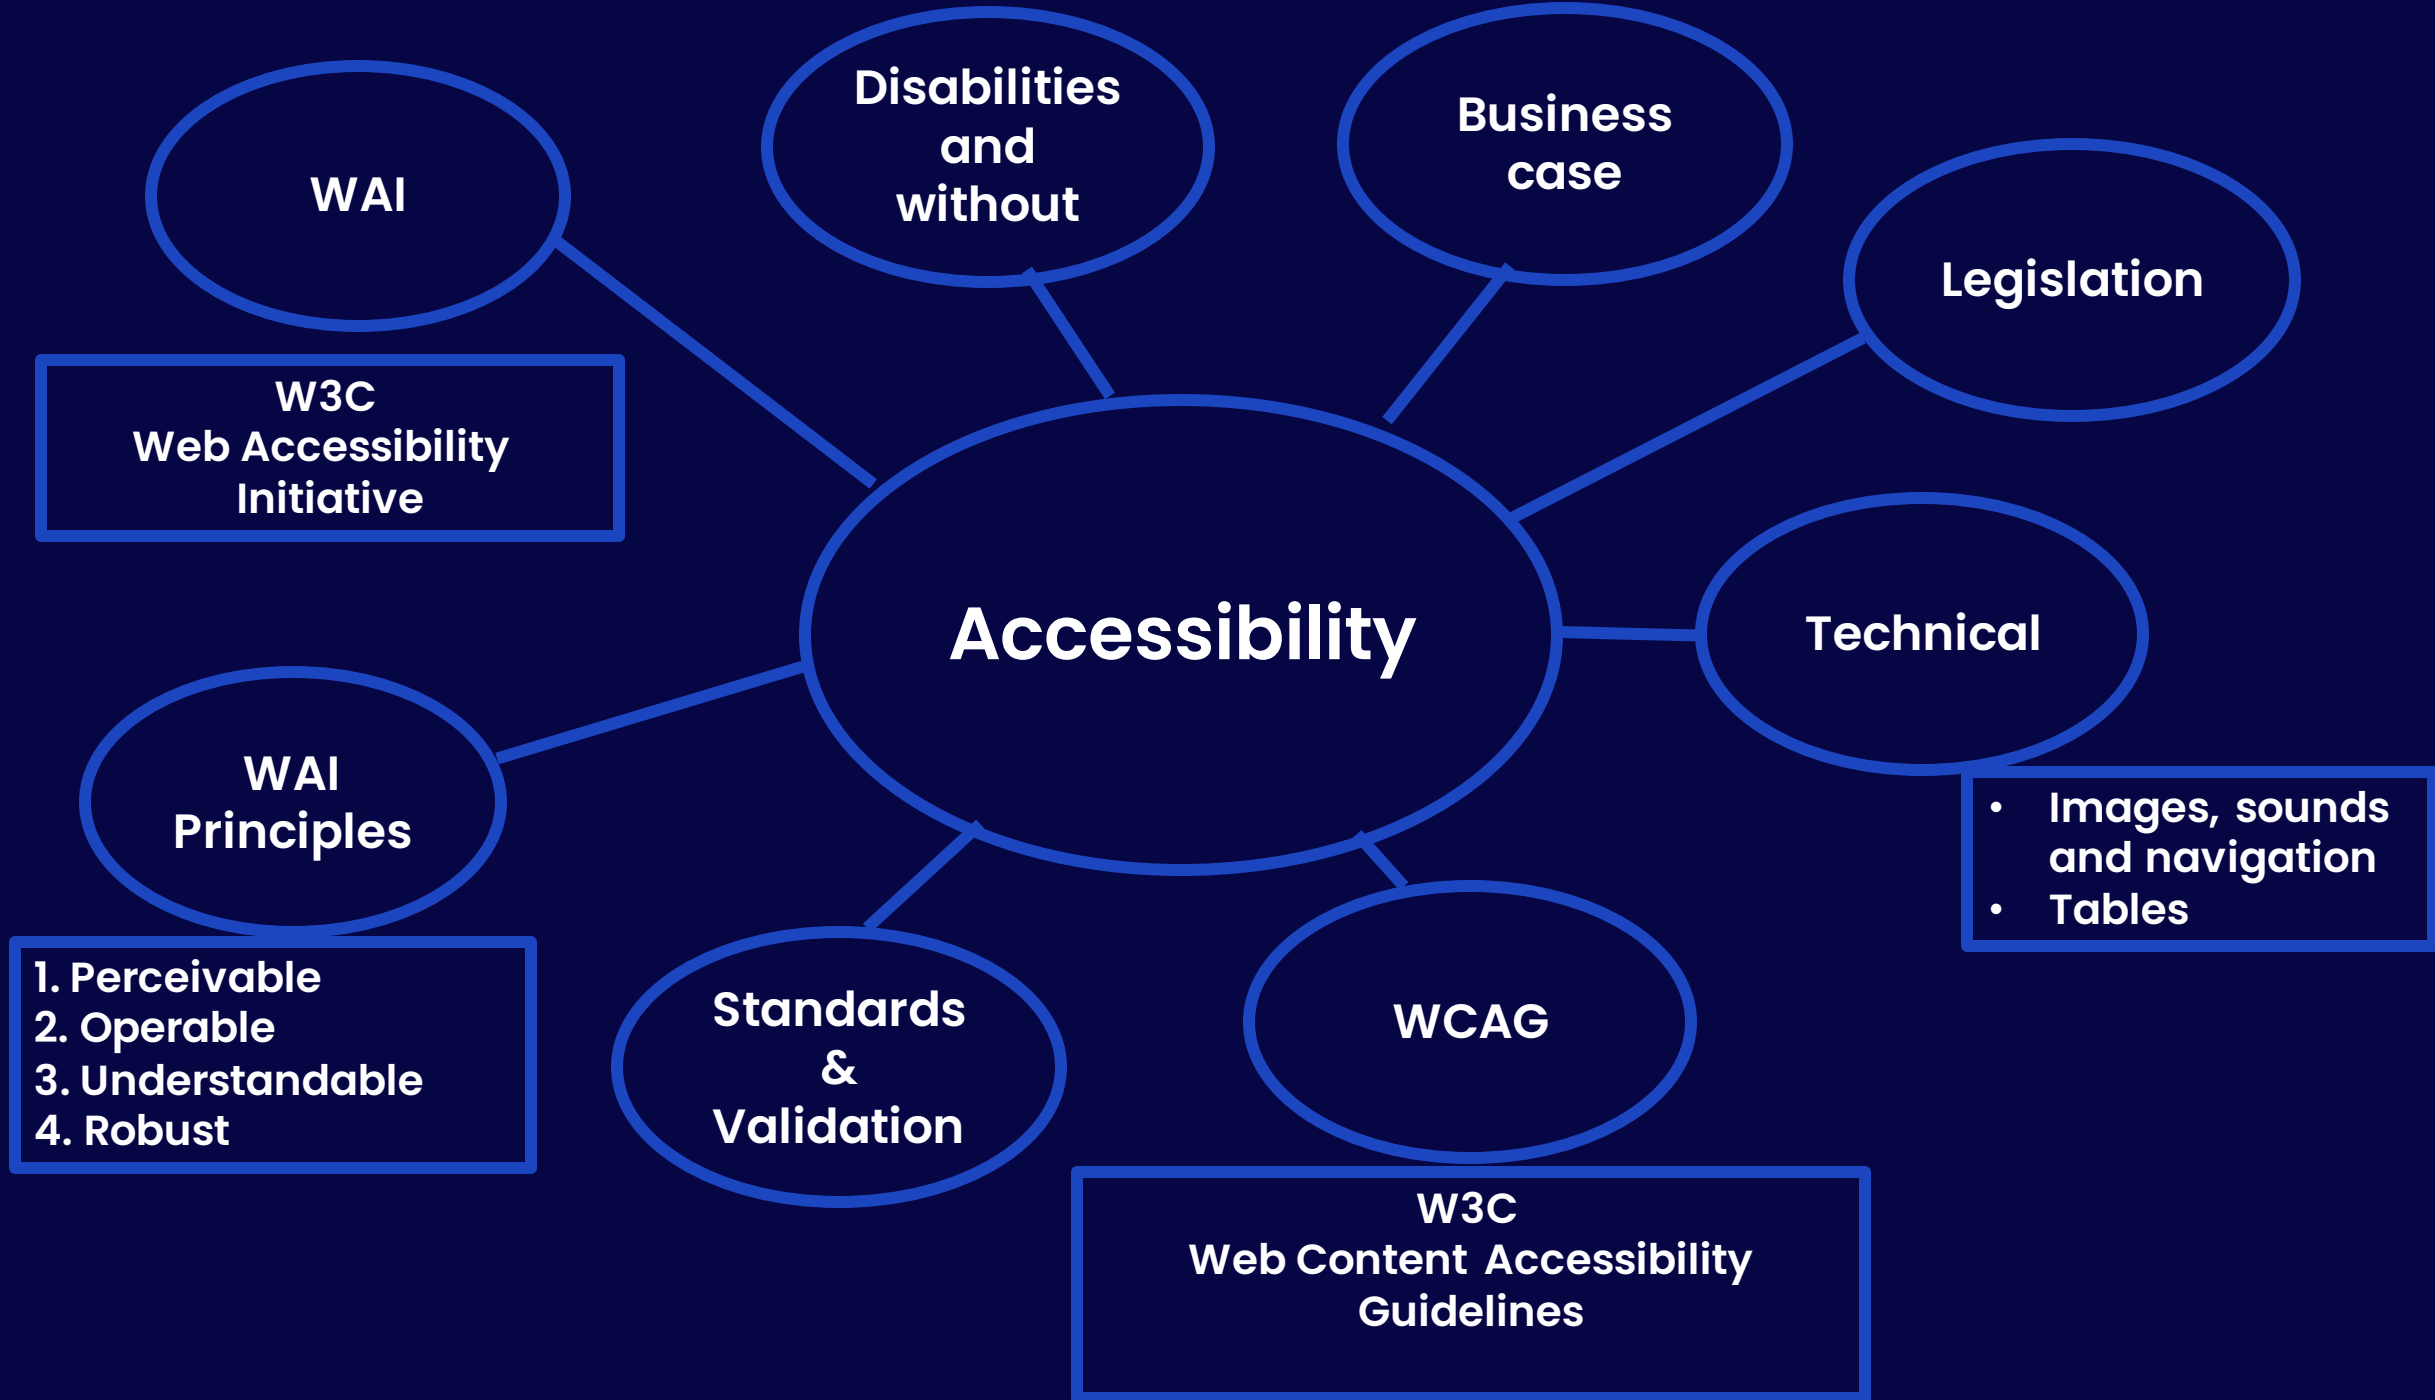 WAI
Disabilities
and
without
Business
case
Legislation
W3C
Web Accessibility
Initiative
Accessibility
Technical
• Images, sounds
and navigation
• Tables
WAI
Principles
1. Perceivable
2. Operable
3. Understandable
4. Robust
Standards
&
Validation
WCAG
W3C
Web Content Accessibility
Guidelines